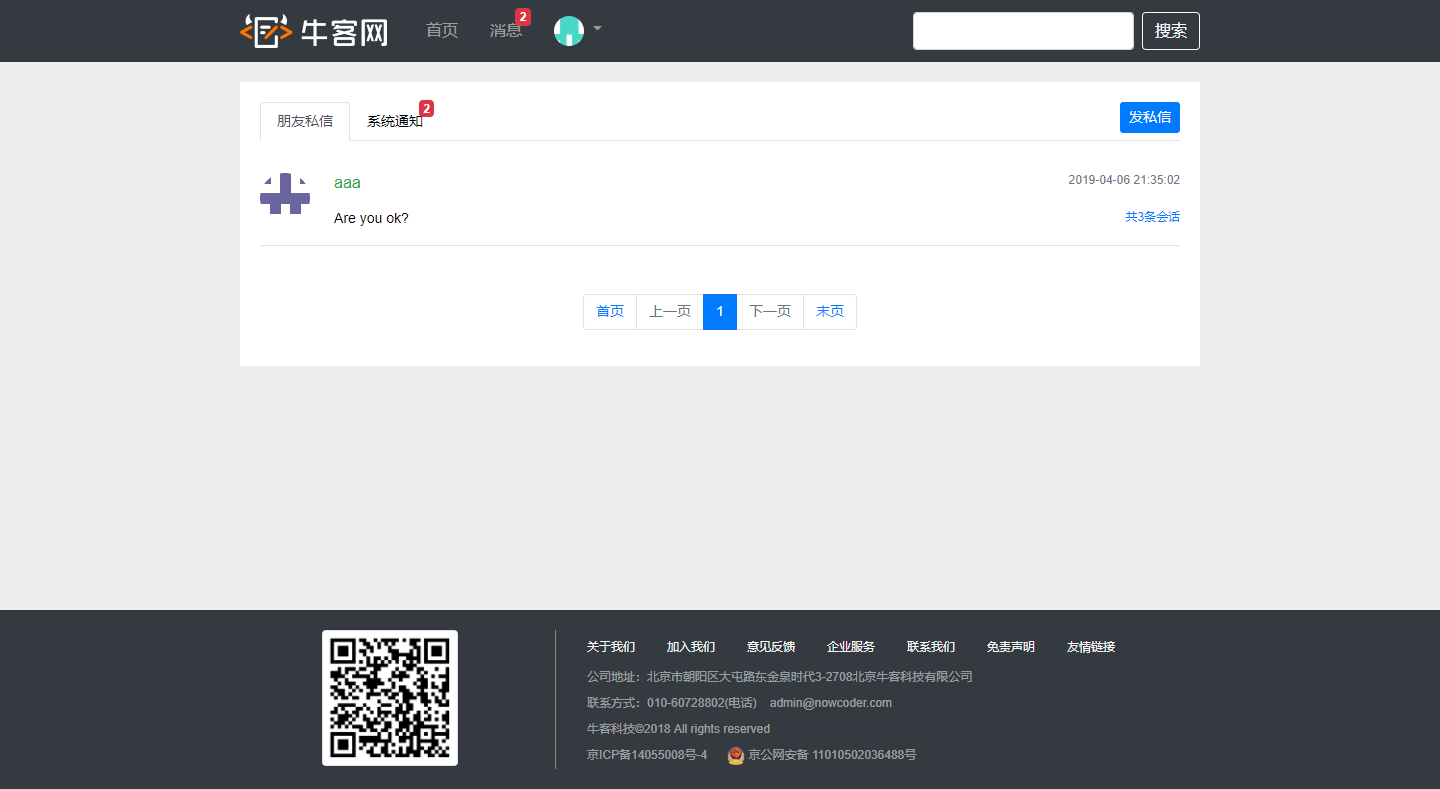 牛客网 首页 消息 2 搜索
朋友私信 系统通知 2 发私信
aaa 2019-04-06 21:35:02
Are you ok? 共3条会话
首页 上一页 1 下一页 末页
关于我们 加入我们 意见反馈 企业服务 联系我们 免责声明 友情链接
公司地址：北京市朝阳区大屯路东金泉时代3-2708北京牛客科技有限公司
联系方式：010-60728802(电话) admin@nowcoder.com
牛客科技©2018 All rights reserved
京ICP备14055008号-4 京公网安备 11010502036488号